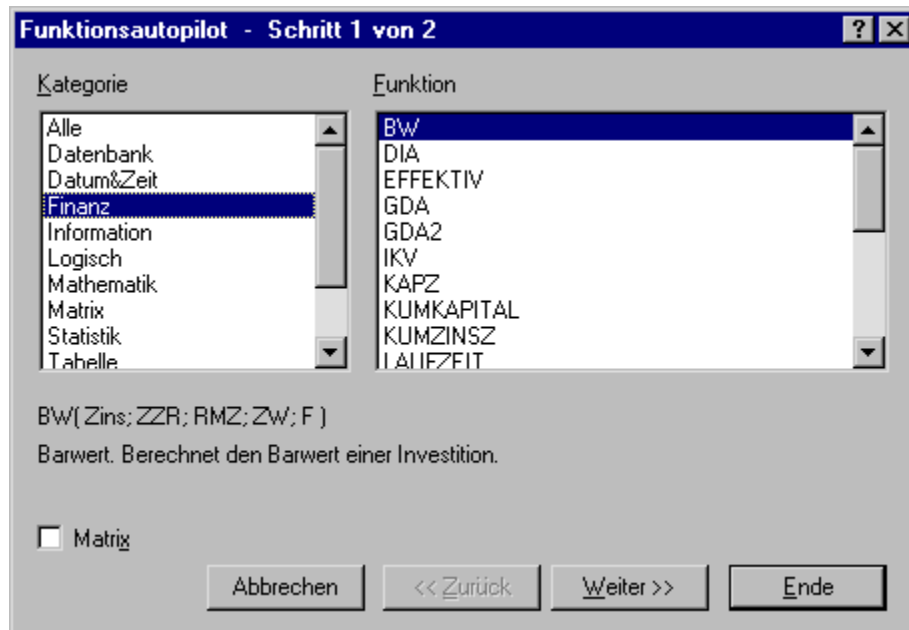 Funktionsautopilot - Schritt 1 von 2
Kategorie
Alle
Datenbank
Datum&Zeit
Finanz
Information
Logisch
Mathematik
Matrix
Statistik
Tabelle
Funktion
BW
DIA
EFFEKTIV
GDA
GDA2
IKV
KAPZ
KUMKAPITAL
KUMZINSZ
LAUFZEIT
BW( Zins; ZZR; RMZ; ZW; F )
Barwert. Berechnet den Barwert einer Investition.
Matrix
Abbrechen << Zurück Weiter >> Ende